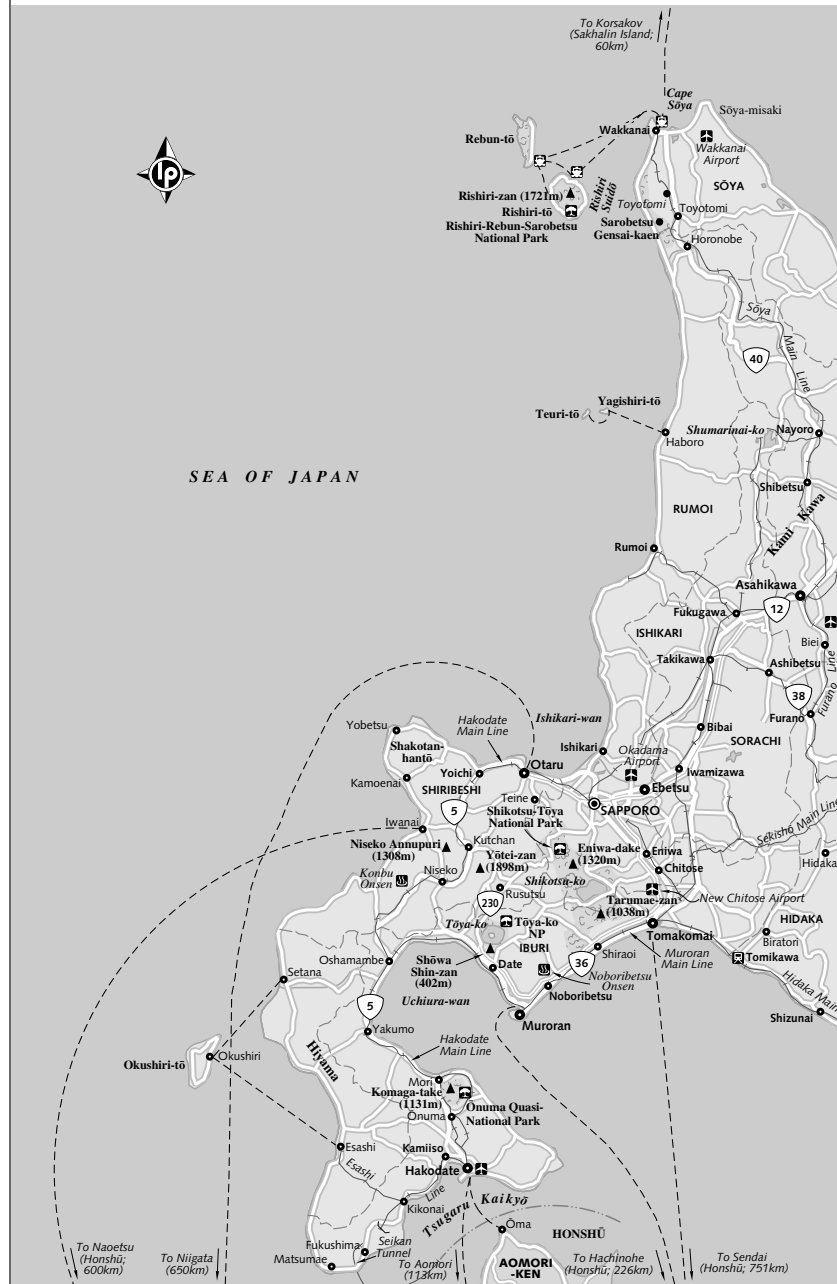 To Korsakov
(Sakhalin Island;
60km)
Cape
Sōya
Sōya-misaki
Wakkanai
Wakkanai
Airport
Rebun-tō
lp
SŌYA
Rishiri-zan (1721m)
Rishiri
Suidō
Toyotomi
Toyotomi
Rishiri-tō
Rishiri-Rebun-Sarobetsu
National Park
Sarobetsu
Gensai-kaen
Horonobe
Sōya
Main
Line
40
Yagishiri-tō
Teuri-tō
Haboro
Shumarinai-ko
Nayoro
SEA OF JAPAN
Shibetsu
RUMOI
Kami Kawa
Rumoi
Asahikawa
Fukugawa
12
ISHIKARI
Biei
Takikawa
Ashibetsu
Furano
Line
38
Furano
Yobetsu
Hakodate
Main Line
Ishikari-wan
Bibai
Shakotan-
hantō
Ishikari
Okadama
Airport
SORACHI
Otaru
Iwamizawa
Kamoenai
Yoichi
SHIRIBESHI
Ebetsu
Teine
SAPPORO
5
Shikotsu-Tōya
National Park
Sekishō Main Line
Iwanai
Kutchan
Niseko Annupuri
(1308m)
Yōtei-zan
(1898m)
Eniwa-dake
(1320m)
Eniwa
Hidaka
Chitose
Konbu
Onsen
Niseko
Shikotsu-ko
Rusutsu
230
New Chitose Airport
Tarumae-zan
(1038m)
Tōya-ko
Tōya-ko
NP
HIDAKA
Tomakomai
IBURI
Biratori
Shiraoi
Muroran
Main Line
Tomikawa
Oshamambe
Shōwa
Shin-zan
(402m)
Date
36
Setana
Noboribetsu
Onsen
Hidaka Main
Uchiura-wan
Noboribetsu
5
Muroran
Shizunai
Yakumo
Hakodate
Main Line
Hiyama
Okushiri-tō
Okushiri
Mori
Komaga-take
(1131m)
Ōnuma Quasi-
National Park
Ōnuma
Esashi
Kamiiso
Esashi
Line
Hakodate
Tsugaru Kaikyō
Kikonai
Ōma
HONSHŪ
Fukushima
Seikan
Tunnel
Matsumae
AOMORI
-KEN
To Naoetsu
(Honshū;
600km)
To Niigata
(650km)
To Aomori
(113km)
To Hachinohe
(Honshū; 226km)
To Sendai
(Honshū; 751km)